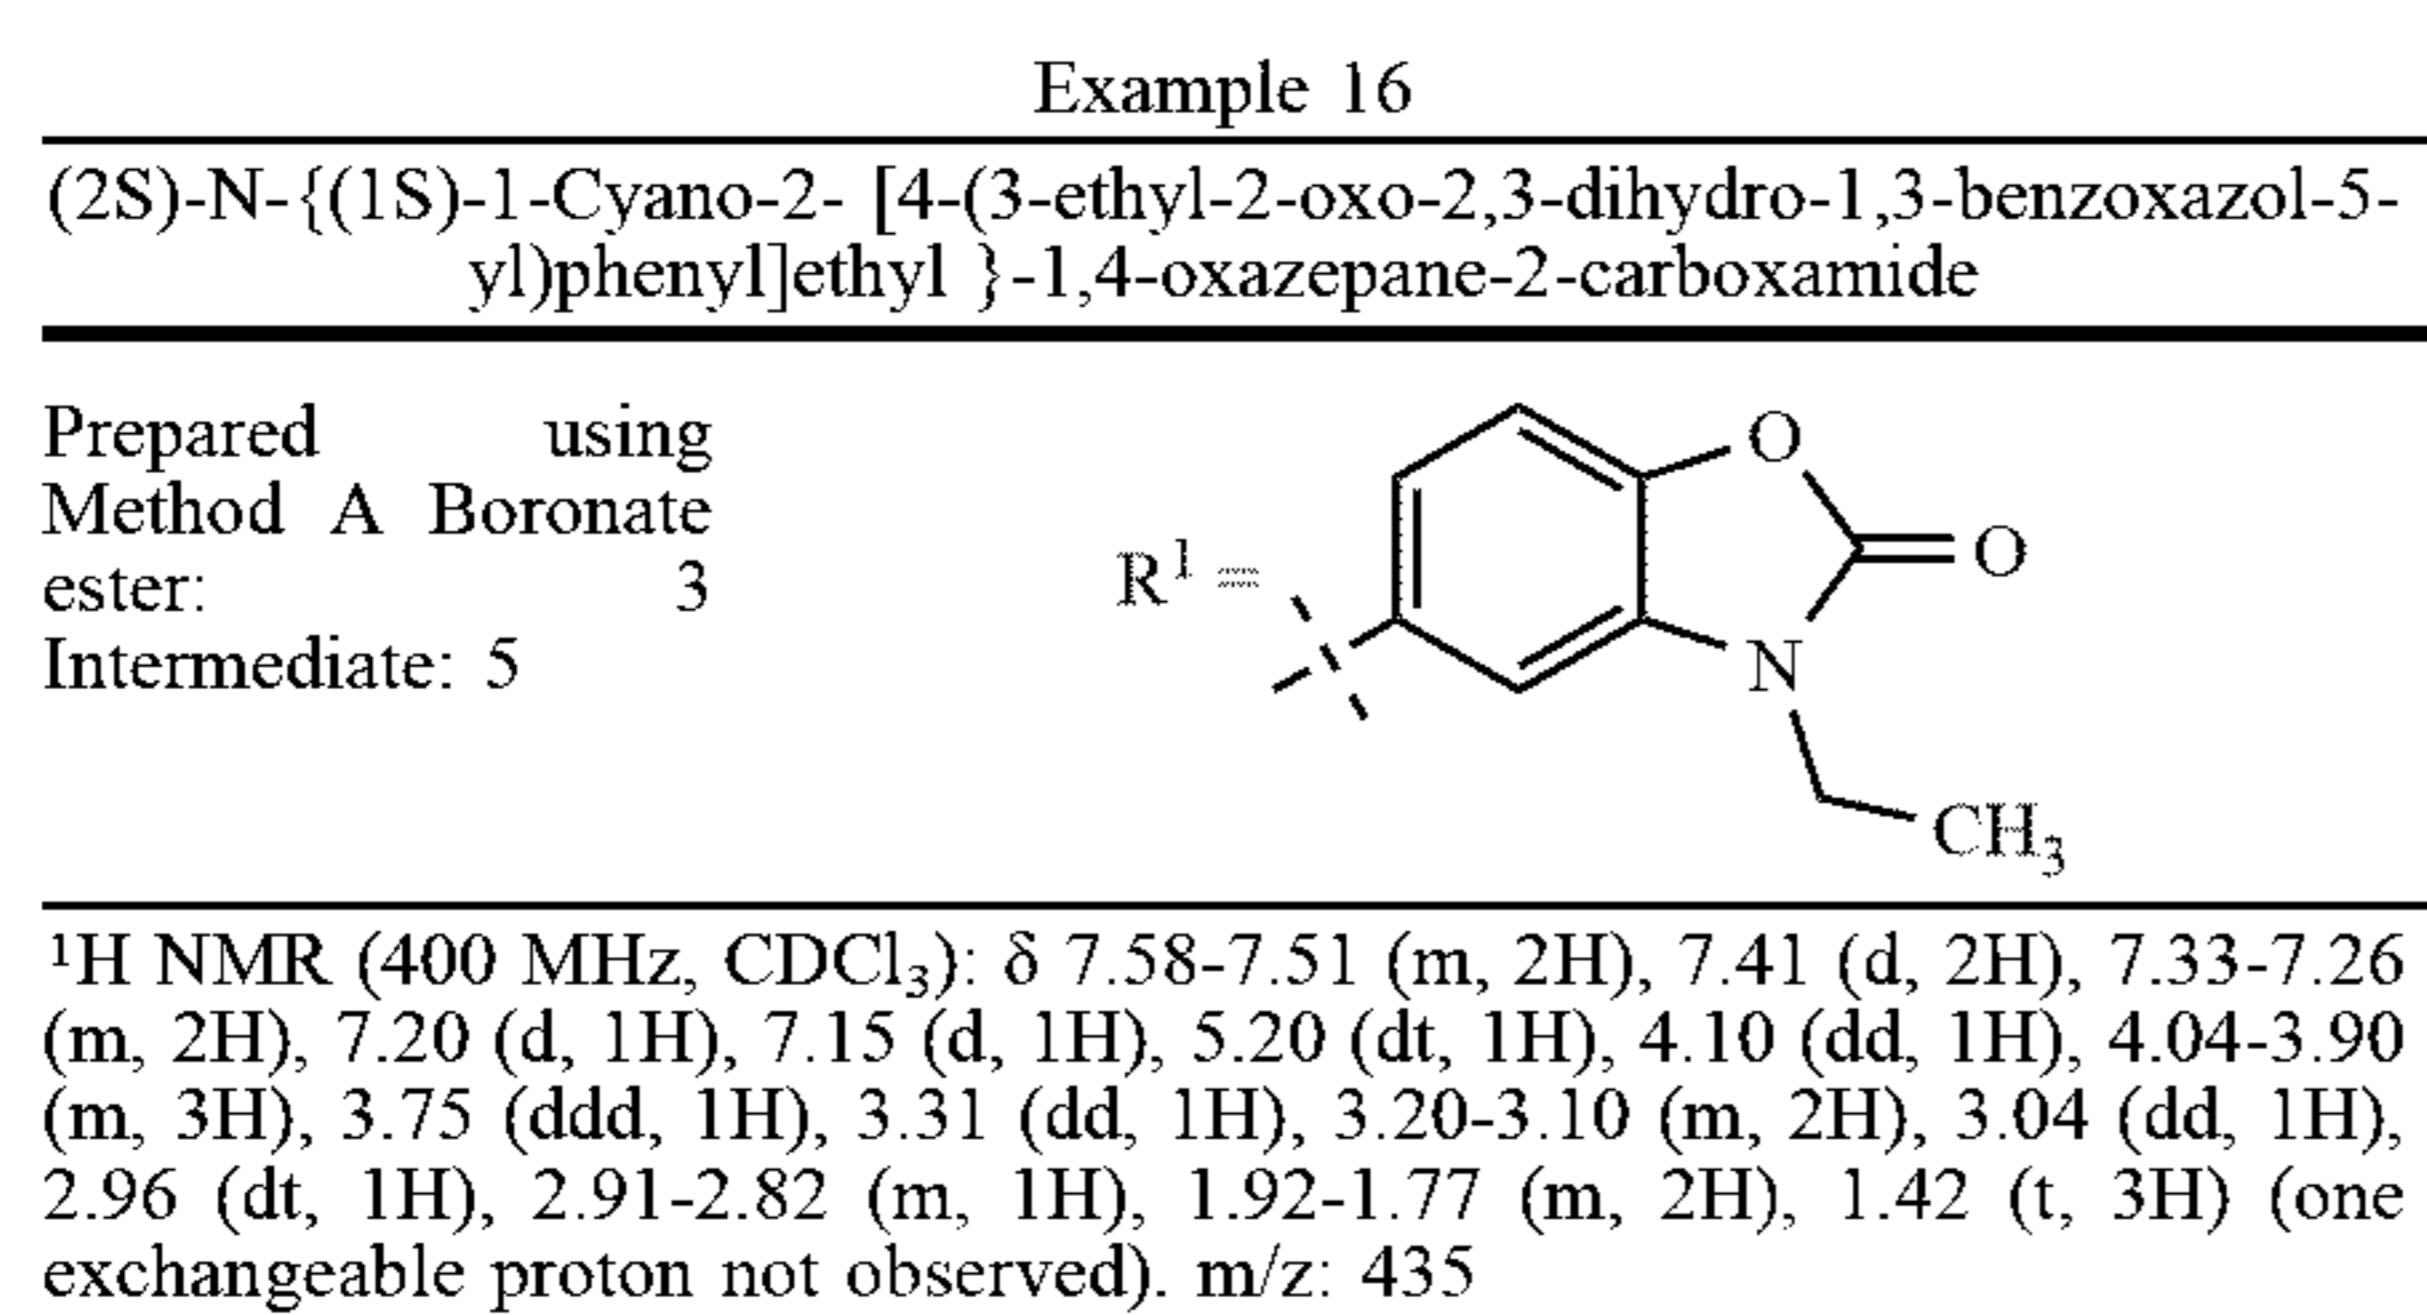 Example 16
(2S)-N-{(1S)-1-Cyano-2- [4-(3-ethyl-2-oxo-2,3-dihydro-1,3-benzoxazol-5-
yl)phenyl]ethyl }-1,4-oxazepane-2-carboxamide
Prepared using
Method A Boronate
ester: 3
Intermediate: 5
R¹ =
O
O
N
CH₃
¹H NMR (400 MHz, CDCl₃): δ 7.58-7.51 (m, 2H), 7.41 (d, 2H), 7.33-7.26
(m, 2H), 7.20 (d, 1H), 7.15 (d, 1H), 5.20 (dt, 1H), 4.10 (dd, 1H), 4.04-3.90
(m, 3H), 3.75 (ddd, 1H), 3.31 (dd, 1H), 3.20-3.10 (m, 2H), 3.04 (dd, 1H),
2.96 (dt, 1H), 2.91-2.82 (m, 1H), 1.92-1.77 (m, 2H), 1.42 (t, 3H) (one
exchangeable proton not observed). m/z: 435